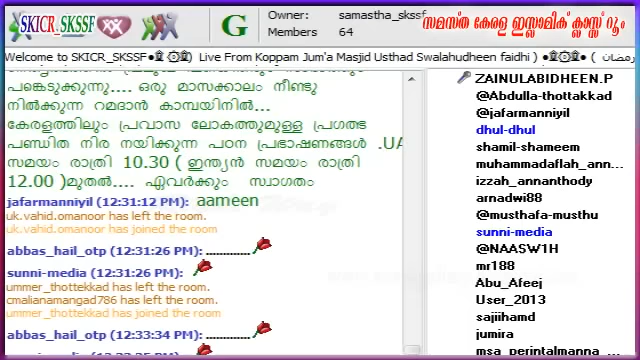 SKICR_SKSSF
G
Owner: samastha_skssf
Members 64
സമസ്ത കേരള ഇസ്ലാമിക് ക്ലാസ്സ് റൂം
Welcome to SKICR_SKSSF Live From Koppam Jum'a Masjid Usthad Swalahudheen faidhi )
പങ്കെടുക്കുന്നു.... ഒരു മാസക്കാലം നീണ്ടു
നിൽക്കുന്ന റമദാൻ കാമ്പയിനിൽ...
കേരളത്തിലും പ്രവാസ ലോകത്തുമുള്ള പ്രഗത്ഭ
പണ്ഡിത നിര നയിക്കുന്ന പഠന പ്രഭാഷണങ്ങൾ .UA
സമയം രാത്രി 10.30 ( ഇന്ത്യൻ സമയം രാത്രി
12.00 )മുതൽ.... ഏവർക്കും സ്വാഗതം
jafarmanniyil (12:31:12 PM): aameen
uk.vahid.omanoor has left the room.
uk.vahid.omanoor has joined the room
abbas_hail_otp (12:31:26 PM): .............
sunni-media (12:31:26 PM):
ummer_thottekkad has left the room.
cmalianamangad786 has left the room.
ummer_thottekkad has joined the room
abbas_hail_otp (12:33:34 PM): .............
ZAINULABIDHEEN.P
@Abdulla-thottakkad
@jafarmanniyil
dhul-dhul
shamil-shameem
muhammadaflah_ann...
izzah_annanthody
arnadwi88
@musthafa-musthu
sunni-media
@NAASW1H
mr188
Abu_Afeej
User_2013
sajiihamd
jumira
msa_perintalmanna